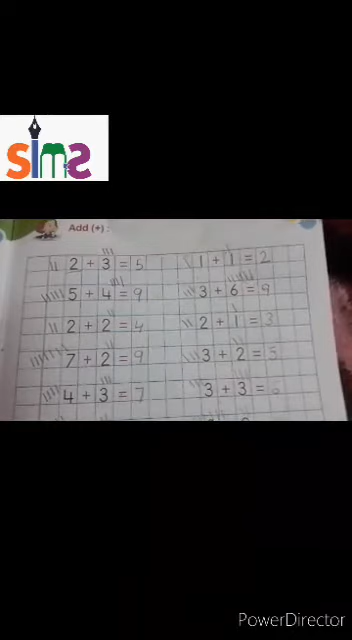 sims
Add (+) :
2 + 3 = 5 1 + 1 = 2
5 + 4 = 9 3 + 6 = 9
2 + 2 = 4 2 + 1 = 3
7 + 2 = 9 3 + 2 = 5
4 + 3 = 7 3 + 3 =
PowerDirector